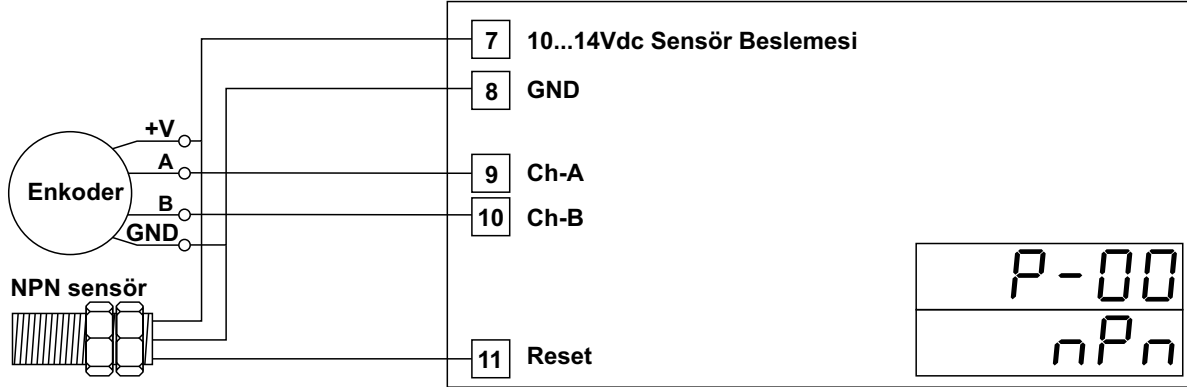 7 10...14Vdc Sensör Beslemesi
8 GND
+V
A
9 Ch-A
Enkoder
B
10 Ch-B
GND
NPN sensör
P-00
nPn
11 Reset